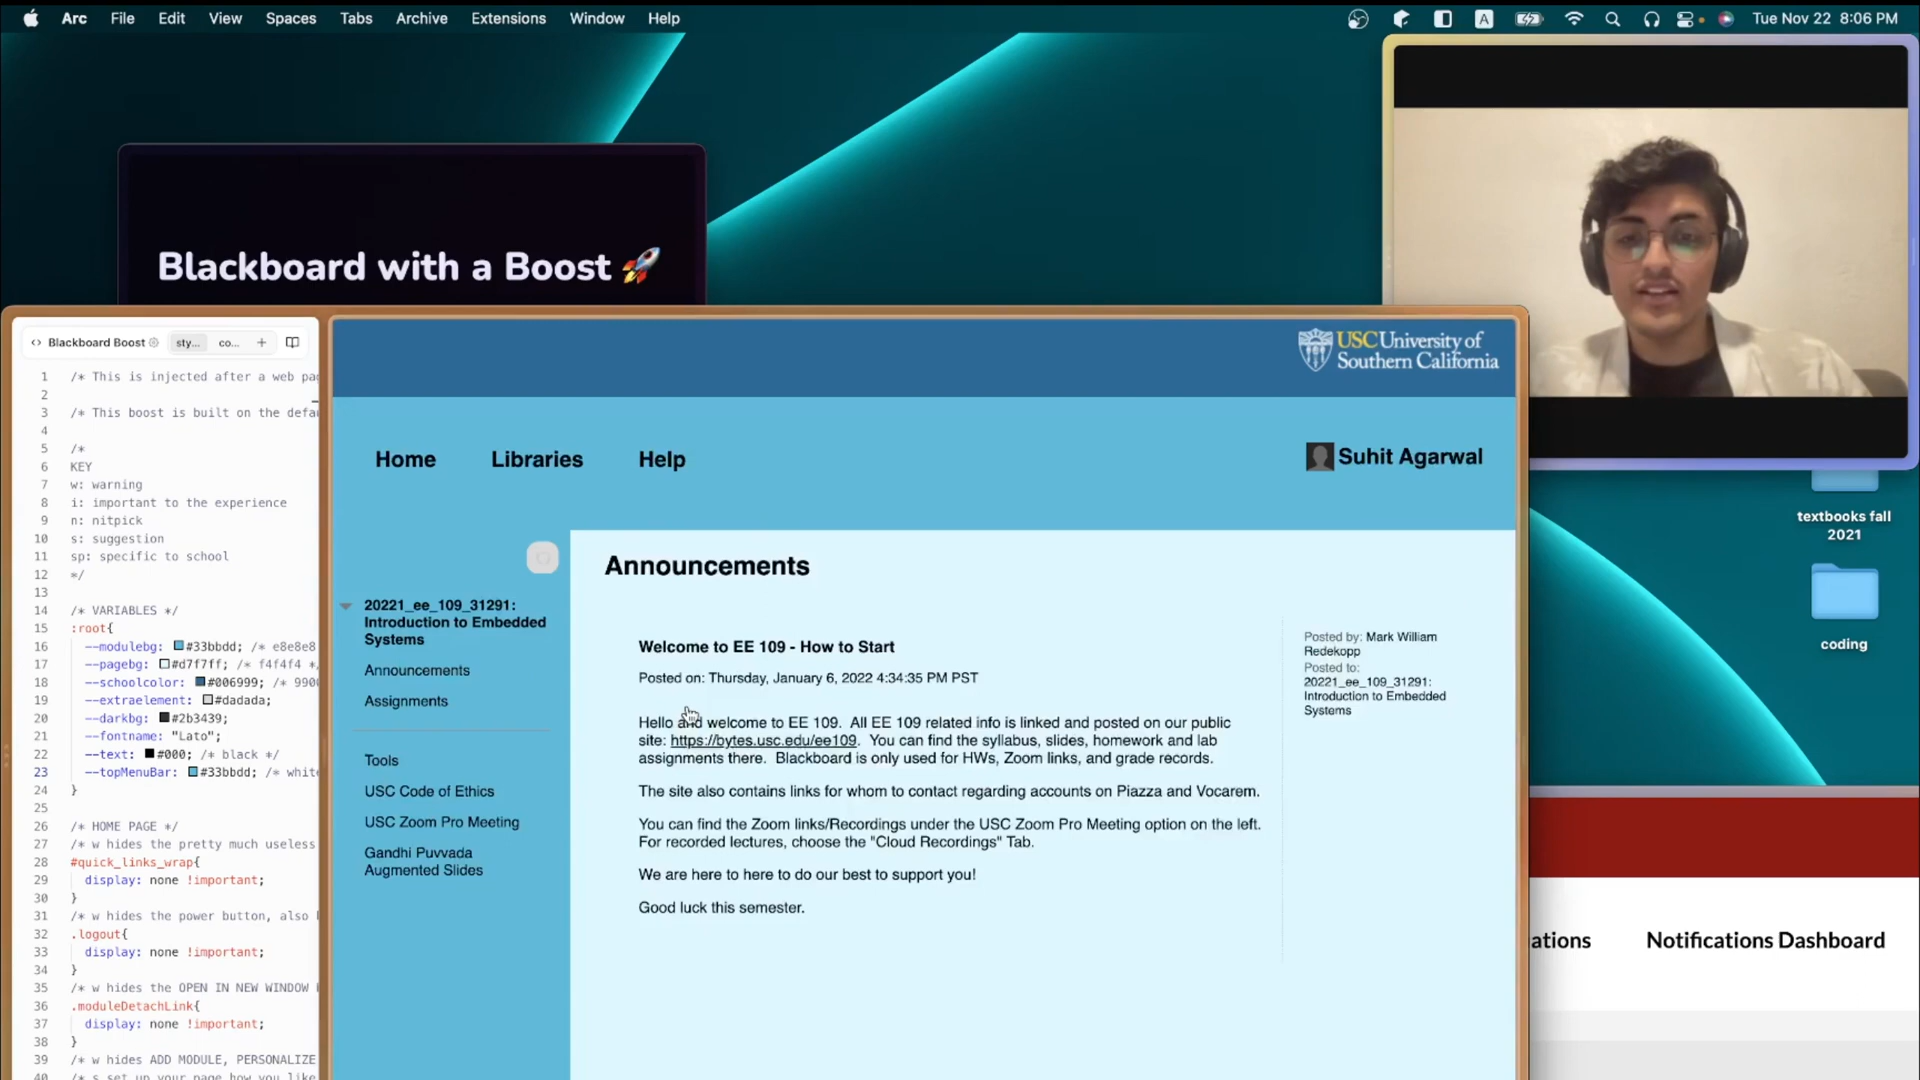 Arc File Edit View Spaces Tabs Archive Extensions Window Help
A
Tue Nov 22 8:06 PM
Blackboard with a Boost 🚀
Blackboard Boost
sty...
co...
+
1 /* This is injected after a web pa
2
3 /* This boost is built on the defa
4
5 /*
6 KEY
7 w: warning
8 i: important to the experience
9 n: nitpick
10 s: suggestion
11 sp: specific to school
12 */
13
14 /* VARIABLES */
15 :root{
16 --modulebg: #33bbdd; /* e8e8e8
17 --pagebg: #d7f7ff; /* f4f4f4 *
18 --schoolcolor: #006999; /* 990
19 --extraelement: #dadada;
20 --darkbg: #2b3439;
21 --fontname: "Lato";
22 --text: #000; /* black */
23 --topMenuBar: #33bbdd; /* whit
24 }
25
26 /* HOME PAGE */
27 /* w hides the pretty much useless
28 #quick_links_wrap{
29 display: none !important;
30 }
31 /* w hides the power button, also
32 .logout{
33 display: none !important;
34 }
35 /* w hides the OPEN IN NEW WINDOW
36 .moduleDetachLink{
37 display: none !important;
38 }
39 /* w hides ADD MODULE, PERSONALIZE
40 /* s set up your page how you like
USC University of
Southern California
Home Libraries Help
Suhit Agarwal
20221_ee_109_31291:
Introduction to Embedded
Systems
Announcements
Assignments
Tools
USC Code of Ethics
USC Zoom Pro Meeting
Gandhi Puvvada
Augmented Slides
Announcements
Welcome to EE 109 - How to Start
Posted on: Thursday, January 6, 2022 4:34:35 PM PST
Hello and welcome to EE 109. All EE 109 related info is linked and posted on our public
site: https://bytes.usc.edu/ee109. You can find the syllabus, slides, homework and lab
assignments there. Blackboard is only used for HWs, Zoom links, and grade records.
The site also contains links for whom to contact regarding accounts on Piazza and Vocarem.
You can find the Zoom links/Recordings under the USC Zoom Pro Meeting option on the left.
For recorded lectures, choose the "Cloud Recordings" Tab.
We are here to here to do our best to support you!
Good luck this semester.
Posted by: Mark William
Redekopp
Posted to:
20221_ee_109_31291:
Introduction to Embedded
Systems
textbooks fall
2021
coding
ations
Notifications Dashboard